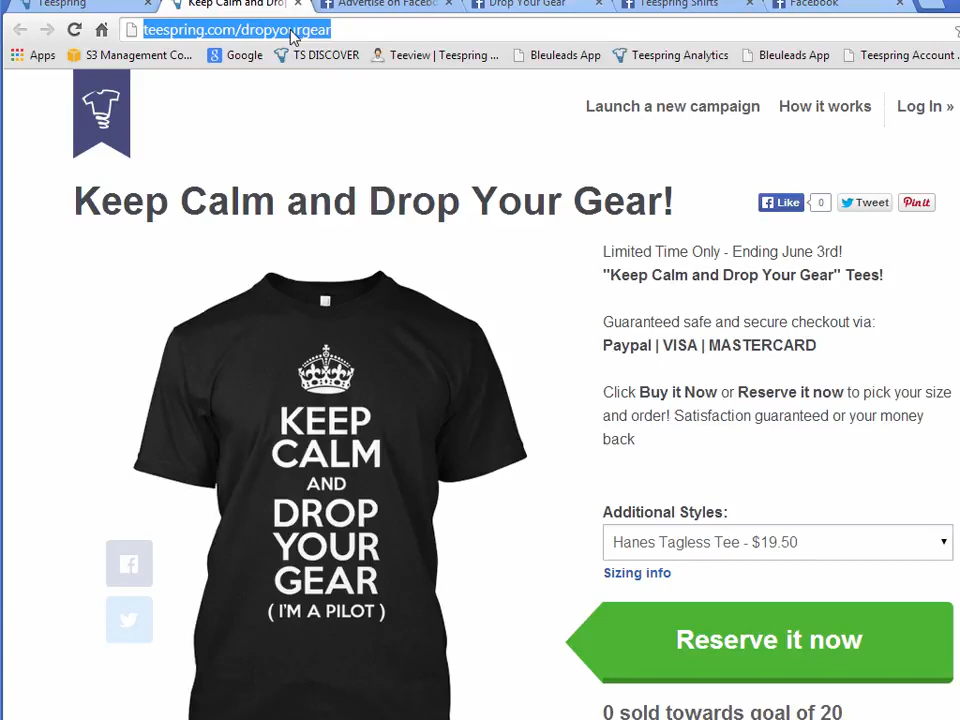 Teespring
Keep Calm and Drop
Advertise on Faceboo
Drop Your Gear
Teespring Shirts
Facebook
teespring.com/dropyourgear
Apps
S3 Management Co...
Google
TS DISCOVER
Teeview | Teespring ...
Bleuleads App
Teespring Analytics
Bleuleads App
Teespring Account
Launch a new campaign
How it works
Log In »
Keep Calm and Drop Your Gear!
Like
0
Tweet
Pin it
Limited Time Only - Ending June 3rd!
"Keep Calm and Drop Your Gear" Tees!
Guaranteed safe and secure checkout via:
Paypal | VISA | MASTERCARD
Click Buy it Now or Reserve it now to pick your size
and order! Satisfaction guaranteed or your money
back
KEEP
CALM
AND
DROP
YOUR
GEAR
( I'M A PILOT )
Additional Styles:
Hanes Tagless Tee - $19.50
Sizing info
Reserve it now
0 sold towards goal of 20